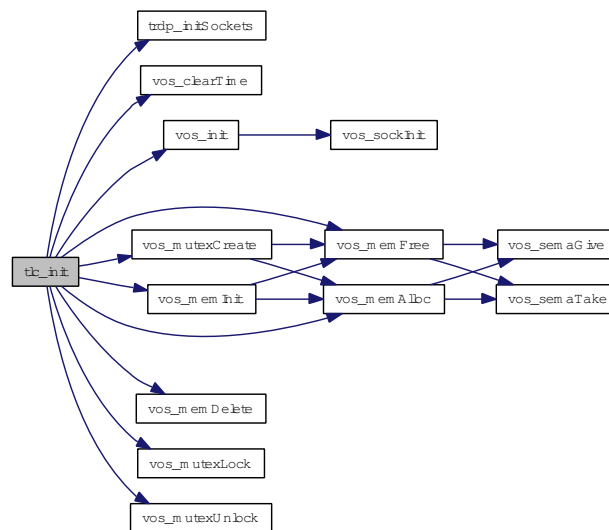 trdp_initSockets
vos_clearTime
vos_init
vos_sockInit
vos_mutexCreate
vos_memFree
vos_semaGive
tlc_init
vos_memInit
vos_memAlloc
vos_semaTake
vos_memDelete
vos_mutexLock
vos_mutexUnlock